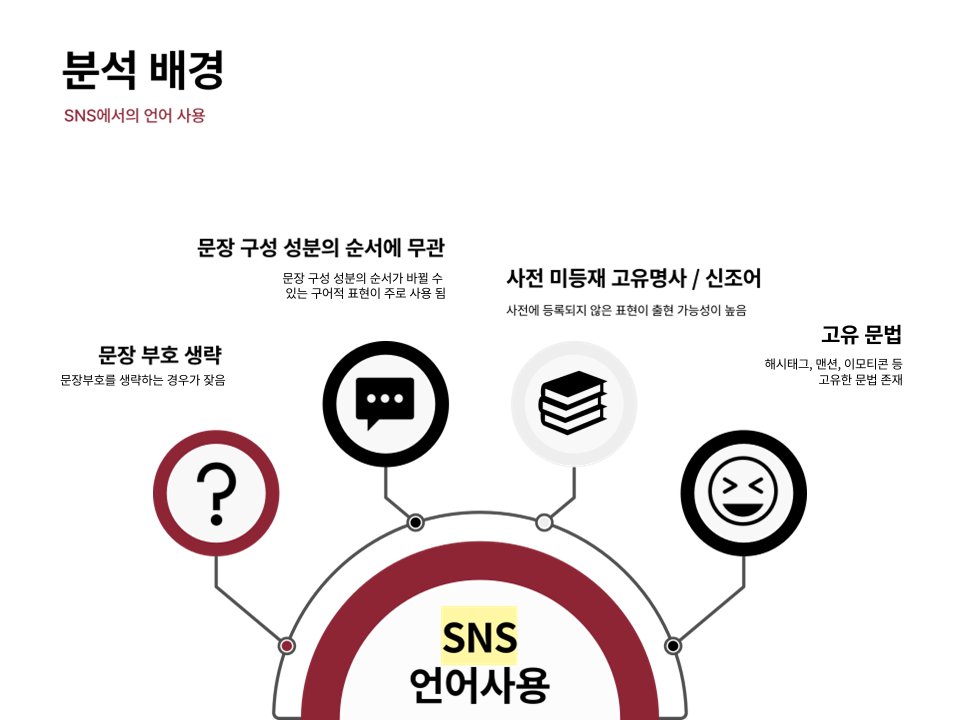 분석 배경
SNS에서의 언어 사용
문장 구성 성분의 순서에 무관
문장 구성 성분의 순서가 바뀔 수
있는 구어적 표현이 주로 사용 됨
사전 미등재 고유명사 / 신조어
사전에 등록되지 않은 표현이 출현 가능성이 높음
고유 문법
해시태그, 맨션, 이모티콘 등
고유한 문법 존재
문장 부호 생략
문장부호를 생략하는 경우가 잦음
?
SNS
언어사용